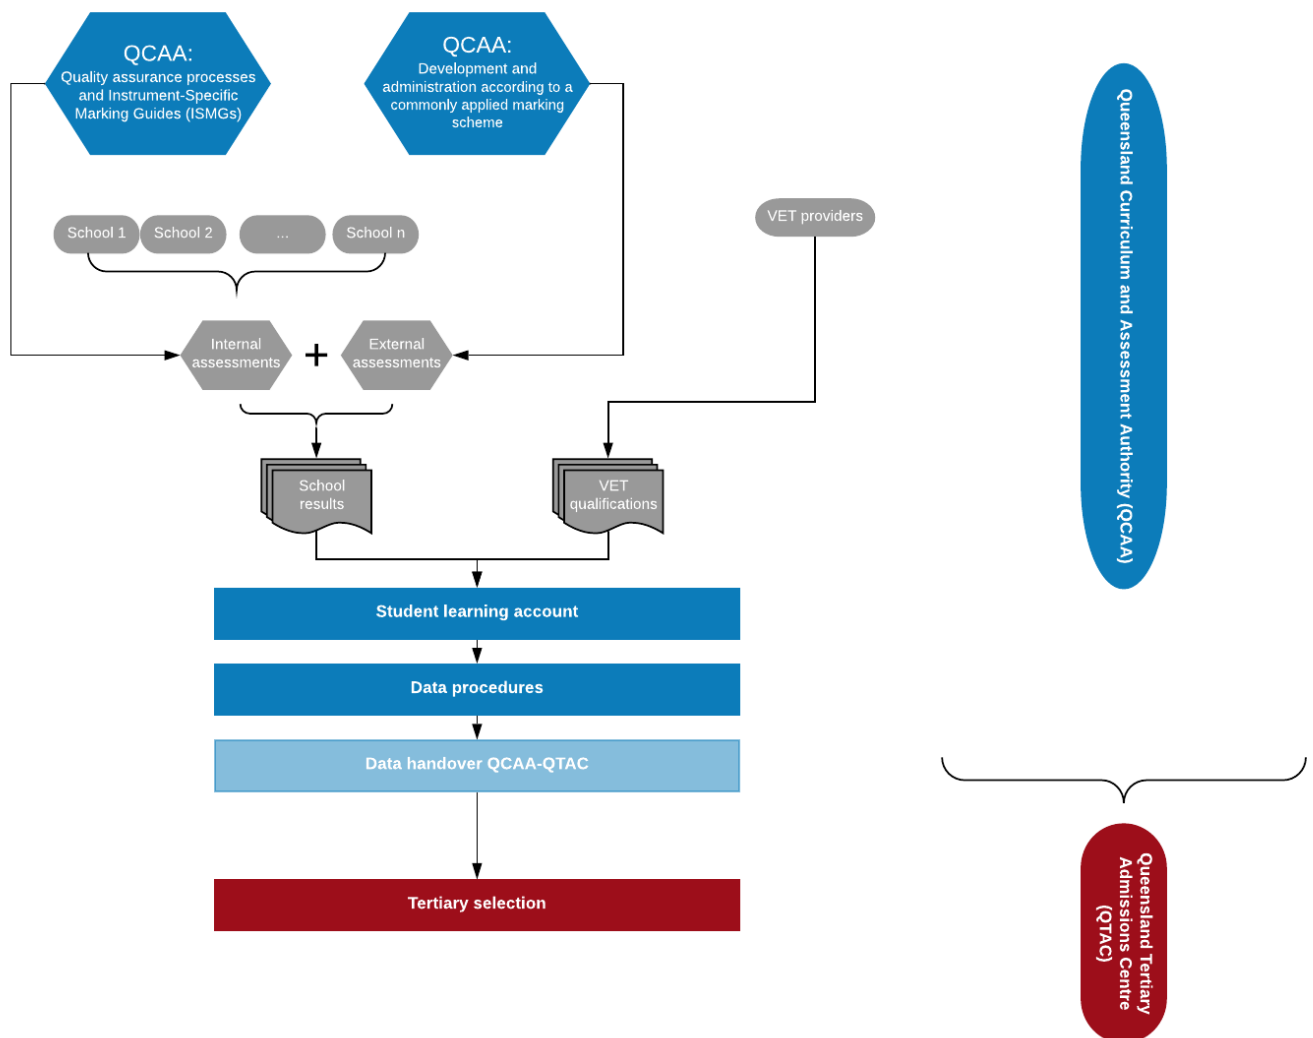 QCAA:
Quality assurance processes
and Instrument-Specific
Marking Guides (ISMGs)
QCAA:
Development and
administration according to a
commonly applied marking
scheme
School 1
School 2
...
School n
VET providers
Internal
assessments
+
External
assessments
School
results
VET
qualifications
Student learning account
Data procedures
Data handover QCAA-QTAC
Tertiary selection
Queensland Curriculum and Assessment Authority (QCAA)
Queensland Tertiary
Admissions Centre
(QTAC)